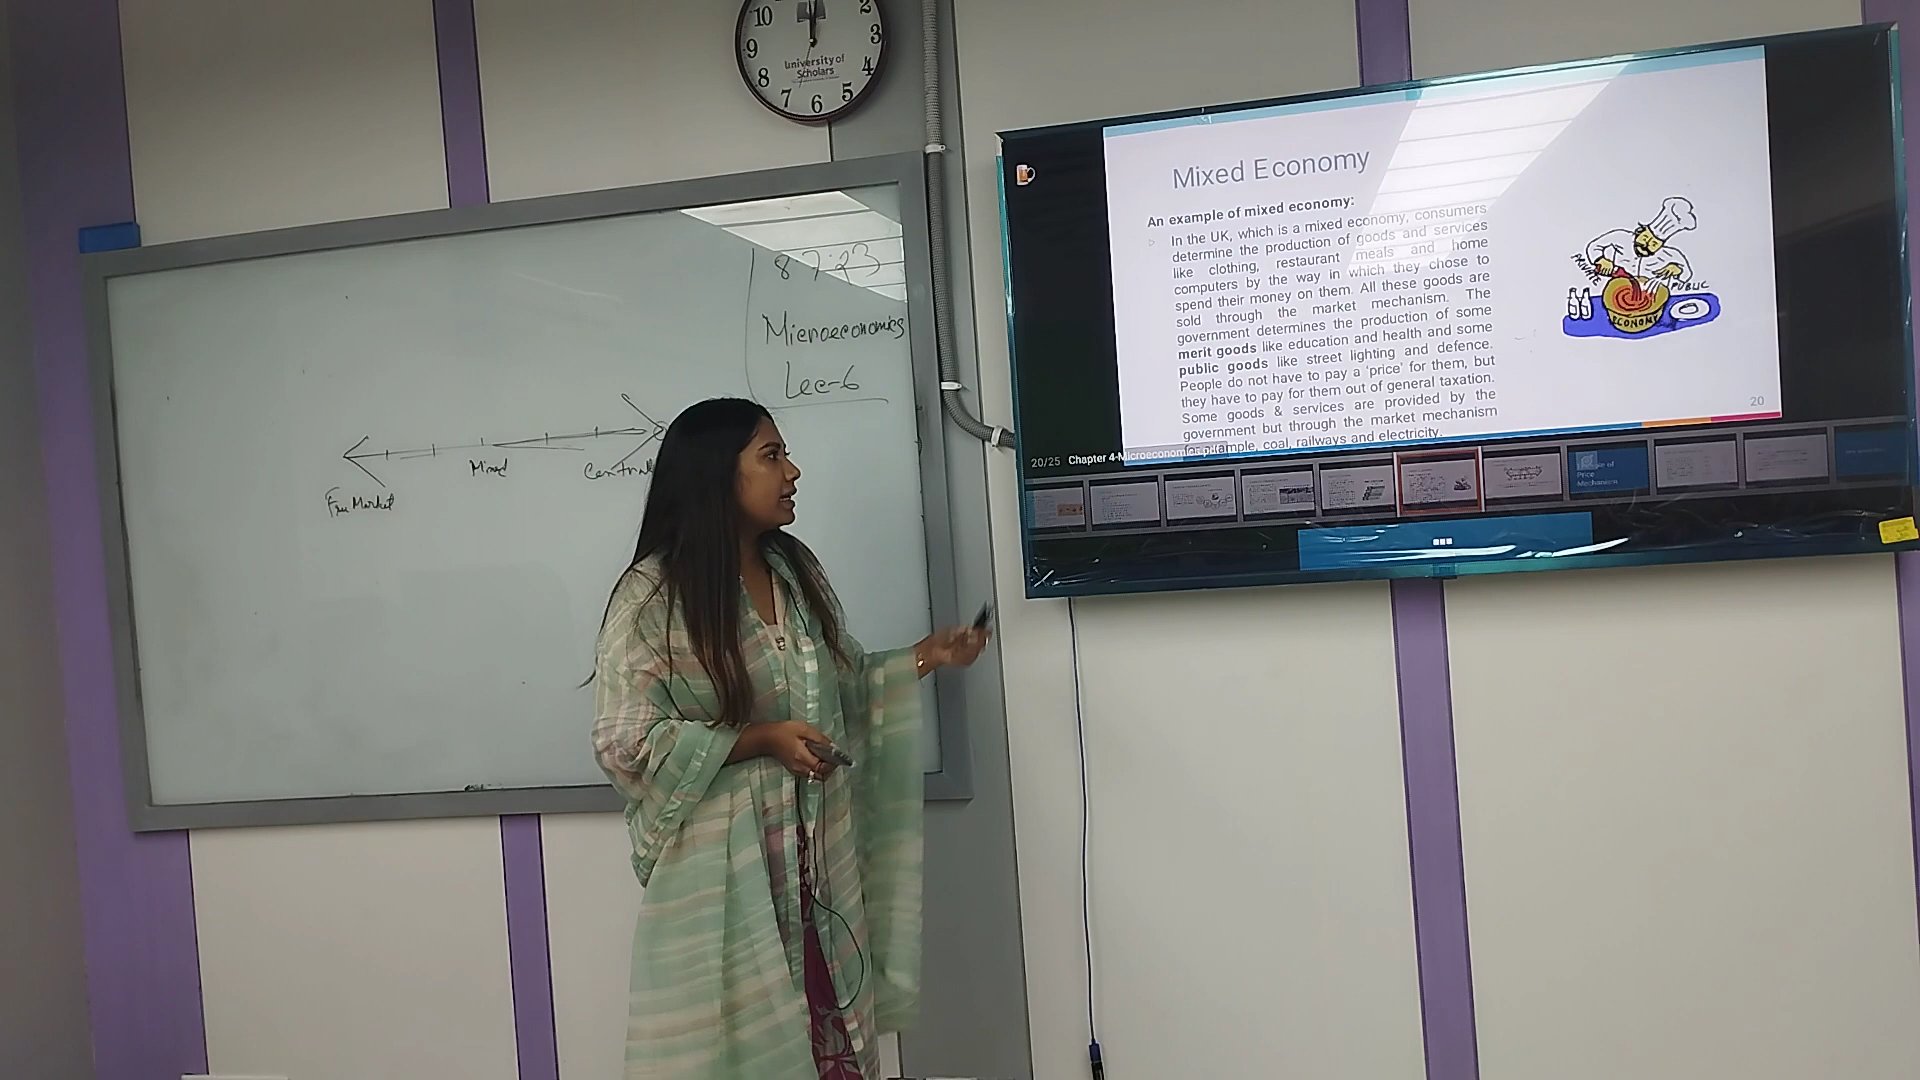 10
2
9
3
8
4
7
6
5
University of
Scholars
8 7.23
Microeconomics
Lec-6
Free Market
Mixed
Mixed Economy
An example of mixed economy:
In the UK, which is a mixed economy, consumers
determine the production of goods and services
like clothing, restaurant meals and home
computers by the way in which they chose to
spend their money on them. All these goods are
sold through the market mechanism. The
government determines the production of some
merit goods like education and health and some
public goods like street lighting and defence.
People do not have to pay a 'price' for them, but
they have to pay for them out of general taxation.
Some goods & services are provided by the
government but through the market mechanism
coal, railways and electricity.
PRIVATE
PUBLIC
ECONOMY
20
20/25 Chapter 4-Microeconomics
Price
Mechanism